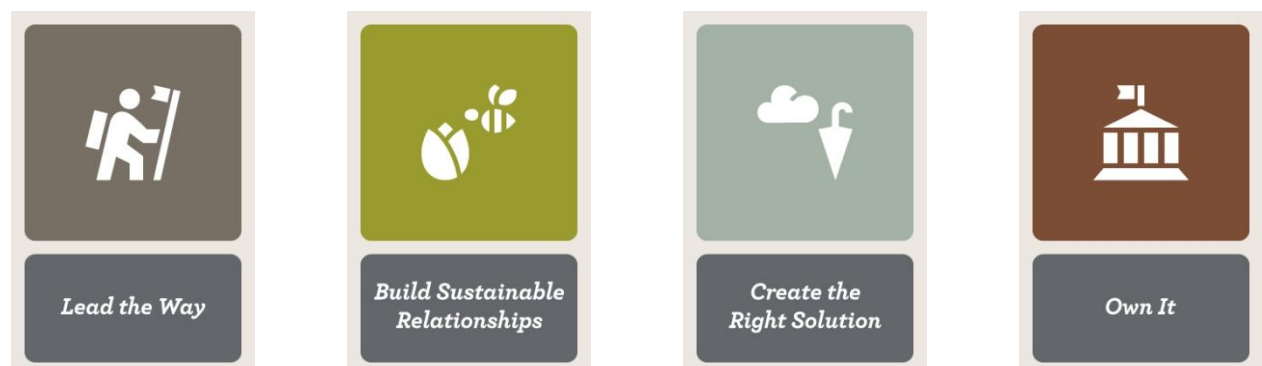 Lead the Way
Build Sustainable
Relationships
Create the
Right Solution
Own It